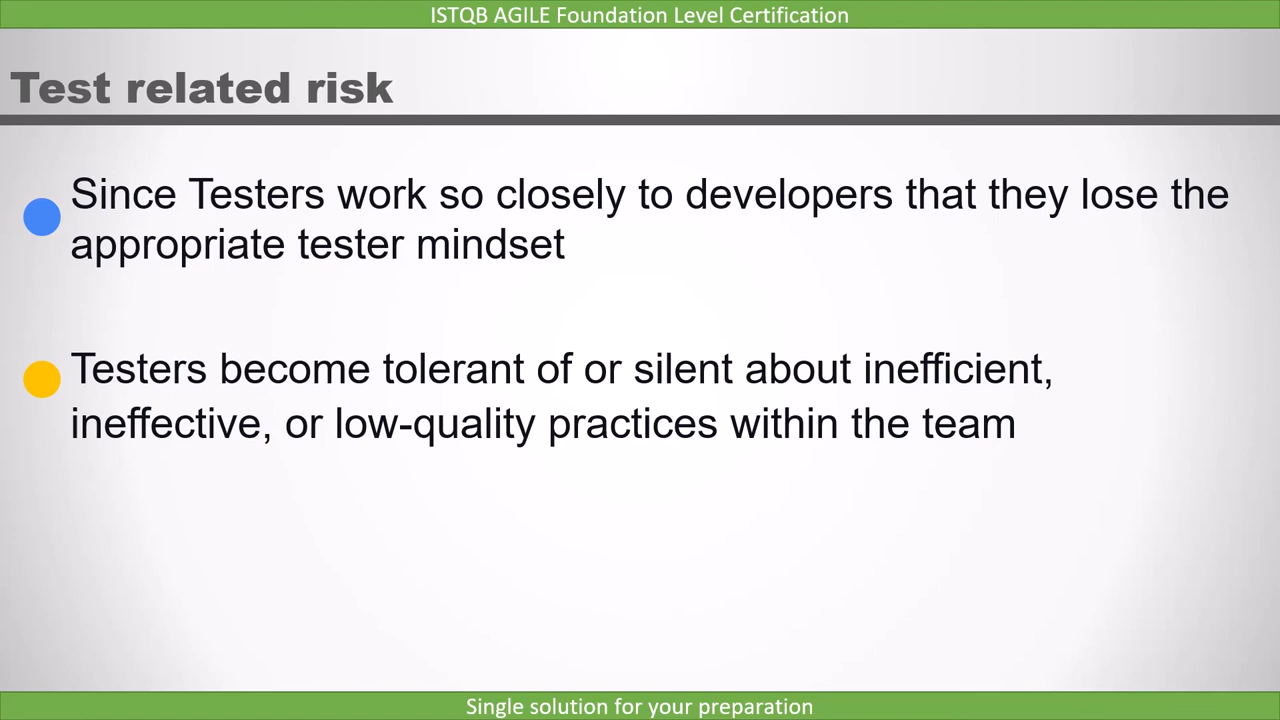 ISTQB AGILE Foundation Level Certification
Test related risk
Since Testers work so closely to developers that they lose the
appropriate tester mindset
Testers become tolerant of or silent about inefficient,
ineffective, or low-quality practices within the team
Single solution for your preparation